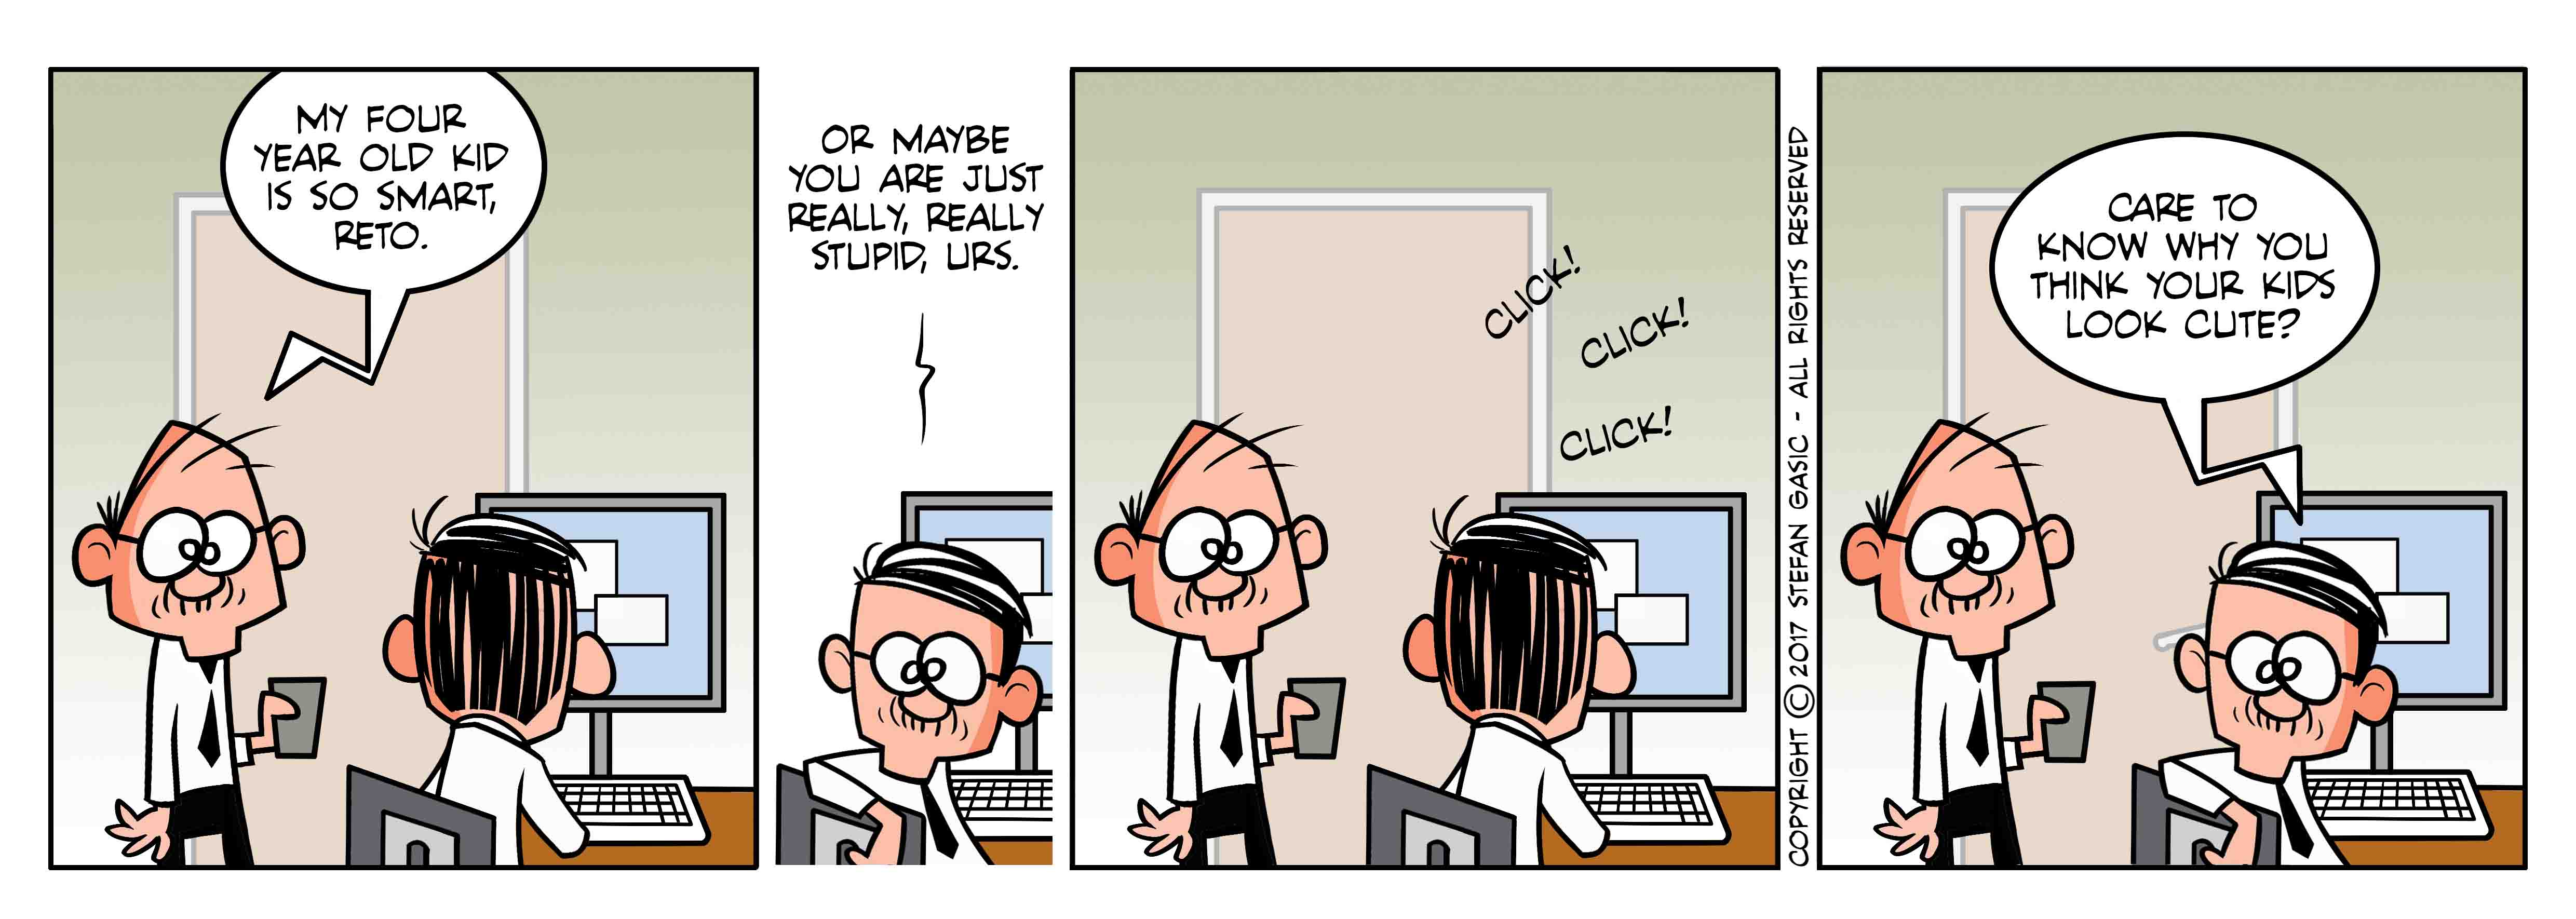 MY FOUR
YEAR OLD KID
IS SO SMART,
RETO.
OR MAYBE
YOU ARE JUST
REALLY, REALLY
STUPID, URS.
CLICK!
CLICK!
CLICK!
COPYRIGHT © 2017 STEFAN GASIC - ALL RIGHTS RESERVED
CARE TO
KNOW WHY YOU
THINK YOUR KIDS
LOOK CUTE?